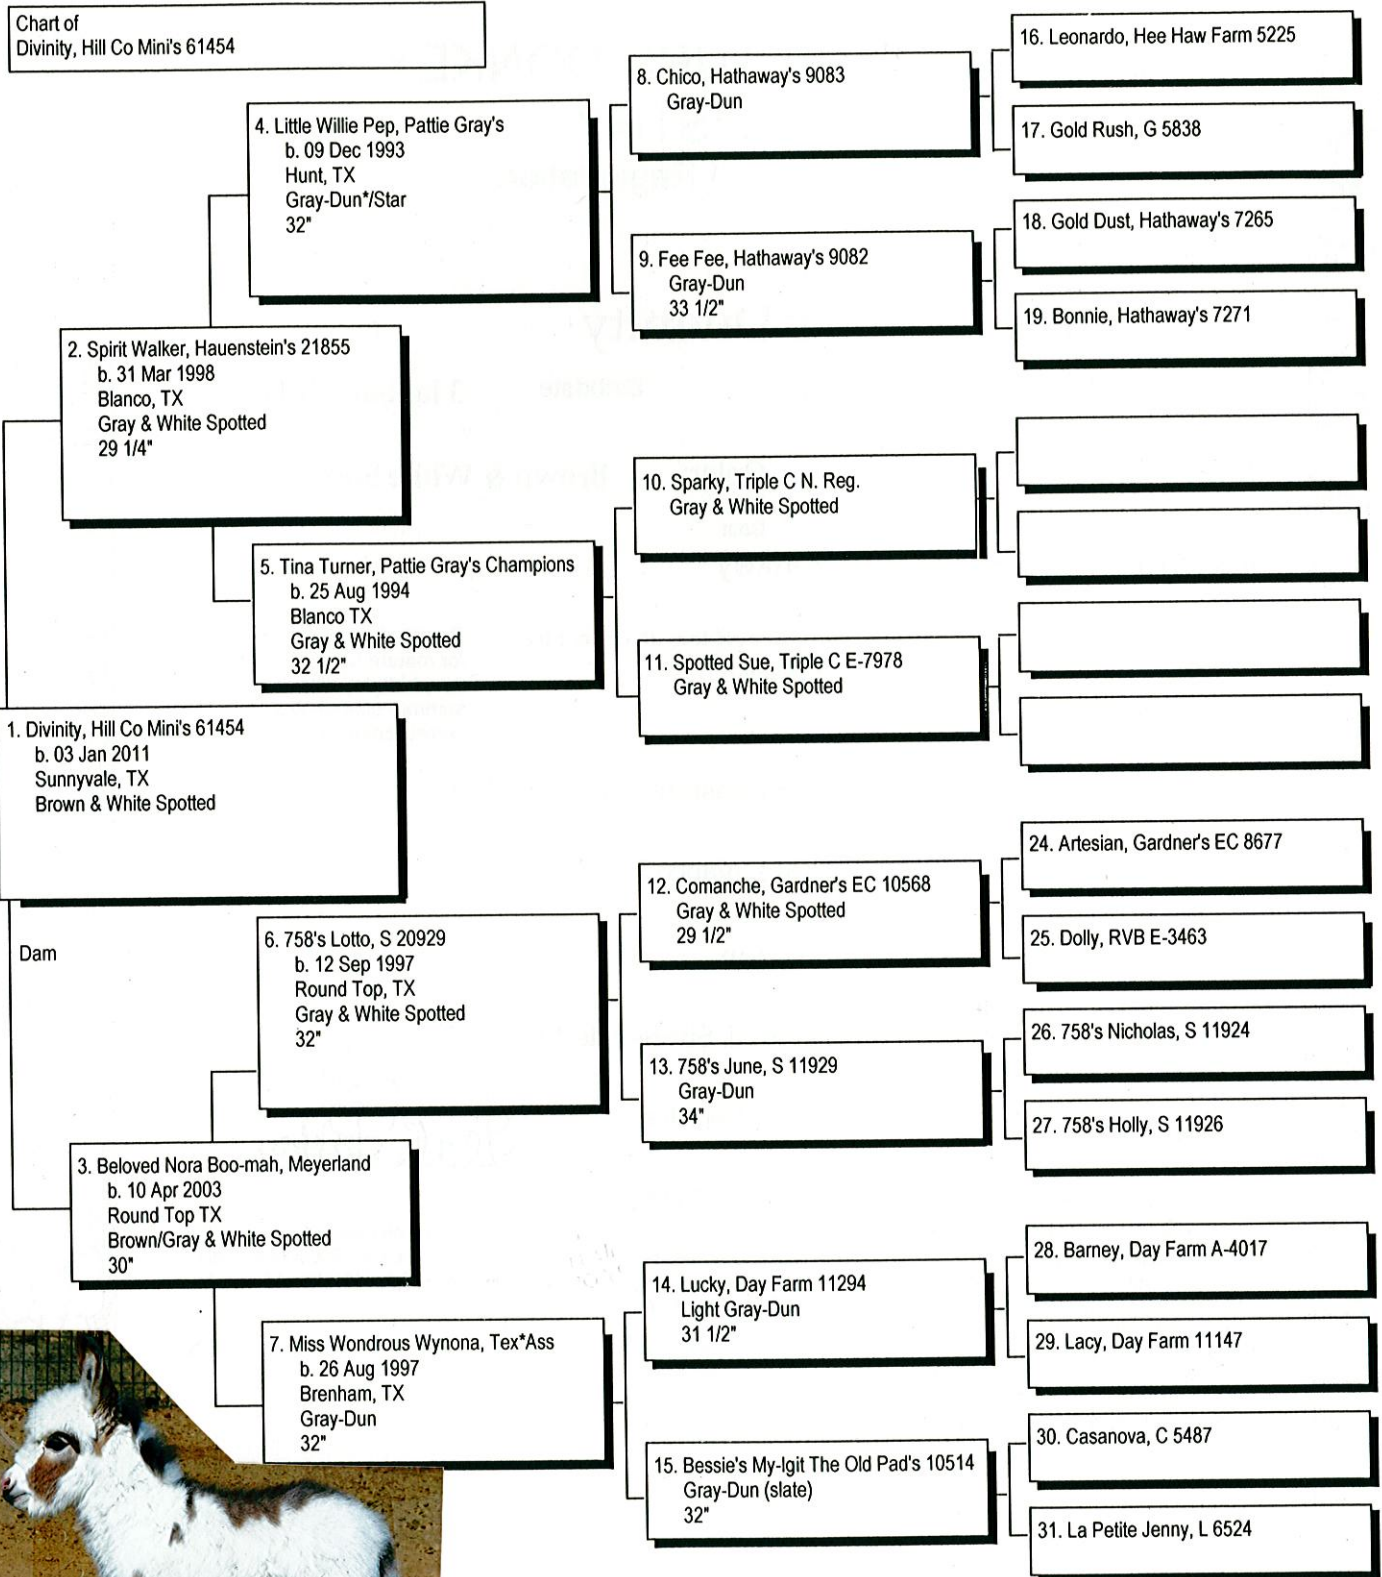 Chart of
Divinity, Hill Co Mini's 61454
1. Divinity, Hill Co Mini's 61454
b. 03 Jan 2011
Sunnyvale, TX
Brown & White Spotted
Dam
2. Spirit Walker, Hauenstein's 21855
b. 31 Mar 1998
Blanco, TX
Gray & White Spotted
29 1/4"
3. Beloved Nora Boo-mah, Meyerland
b. 10 Apr 2003
Round Top TX
Brown/Gray & White Spotted
30"
4. Little Willie Pep, Pattie Gray's
b. 09 Dec 1993
Hunt, TX
Gray-Dun*/Star
32"
5. Tina Turner, Pattie Gray's Champions
b. 25 Aug 1994
Blanco TX
Gray & White Spotted
32 1/2"
6. 758's Lotto, S 20929
b. 12 Sep 1997
Round Top, TX
Gray & White Spotted
32"
7. Miss Wondrous Wynona, Tex*Ass
b. 26 Aug 1997
Brenham, TX
Gray-Dun
32"
8. Chico, Hathaway's 9083
Gray-Dun
9. Fee Fee, Hathaway's 9082
Gray-Dun
33 1/2"
10. Sparky, Triple C N. Reg.
Gray & White Spotted
11. Spotted Sue, Triple C E-7978
Gray & White Spotted
12. Comanche, Gardner's EC 10568
Gray & White Spotted
29 1/2"
13. 758's June, S 11929
Gray-Dun
34"
14. Lucky, Day Farm 11294
Light Gray-Dun
31 1/2"
15. Bessie's My-Igit The Old Pad's 10514
Gray-Dun (slate)
32"
16. Leonardo, Hee Haw Farm 5225
17. Gold Rush, G 5838
18. Gold Dust, Hathaway's 7265
19. Bonnie, Hathaway's 7271
24. Artesian, Gardner's EC 8677
25. Dolly, RVB E-3463
26. 758's Nicholas, S 11924
27. 758's Holly, S 11926
28. Barney, Day Farm A-4017
29. Lacy, Day Farm 11147
30. Casanova, C 5487
31. La Petite Jenny, L 6524